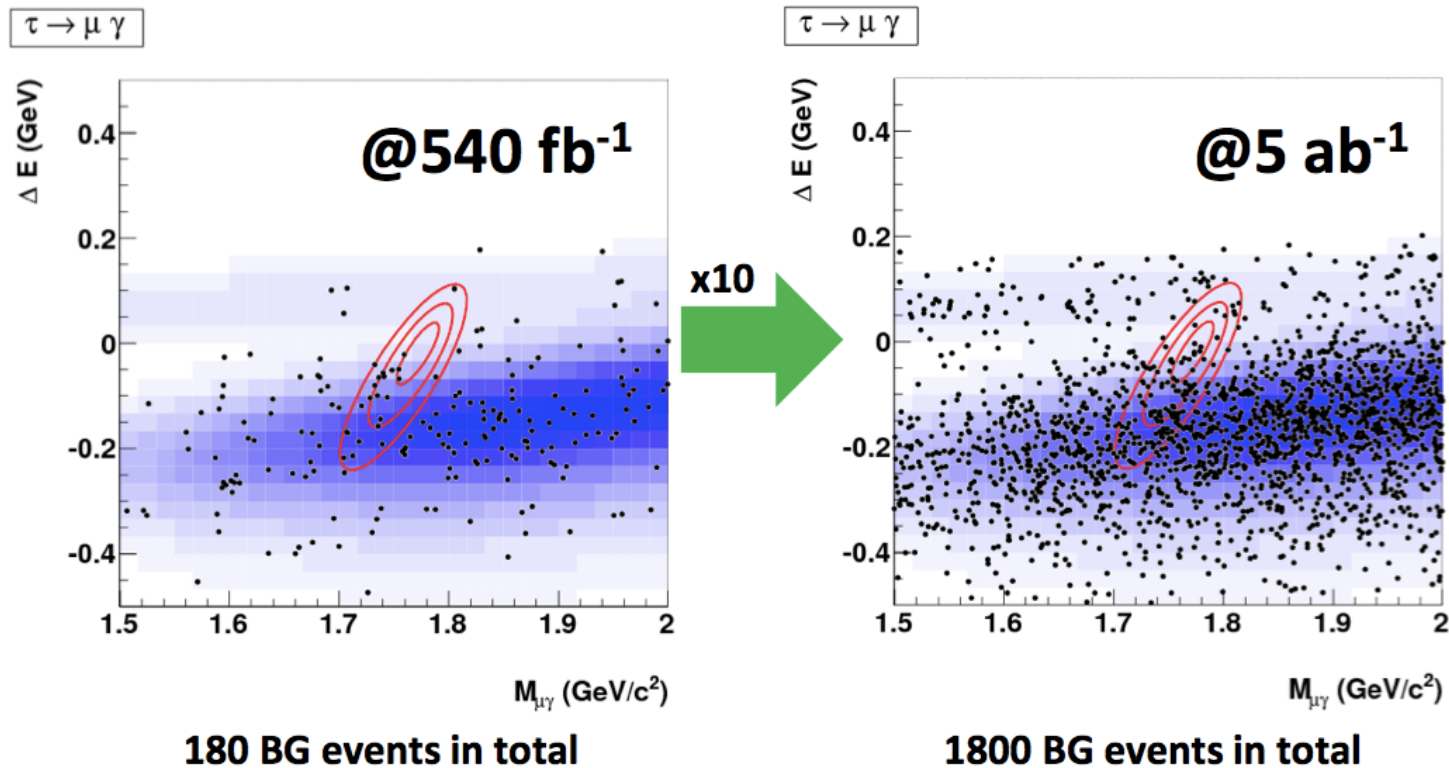 τ → μ γ
Δ E (GeV)
0.4
0.2
0
-0.2
-0.4
@540 fb⁻¹
1.5 1.6 1.7 1.8 1.9 2
M_μγ (GeV/c²)
180 BG events in total
x10
τ → μ γ
Δ E (GeV)
0.4
0.2
0
-0.2
-0.4
@5 ab⁻¹
1.5 1.6 1.7 1.8 1.9 2
M_μγ (GeV/c²)
1800 BG events in total